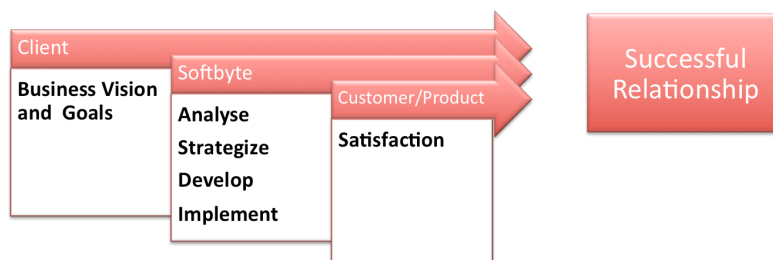 Client
Business Vision
and  Goals
Softbyte
Analyse
Strategize
Develop
Implement
Customer/Product
Satisfaction
Successful
Relationship